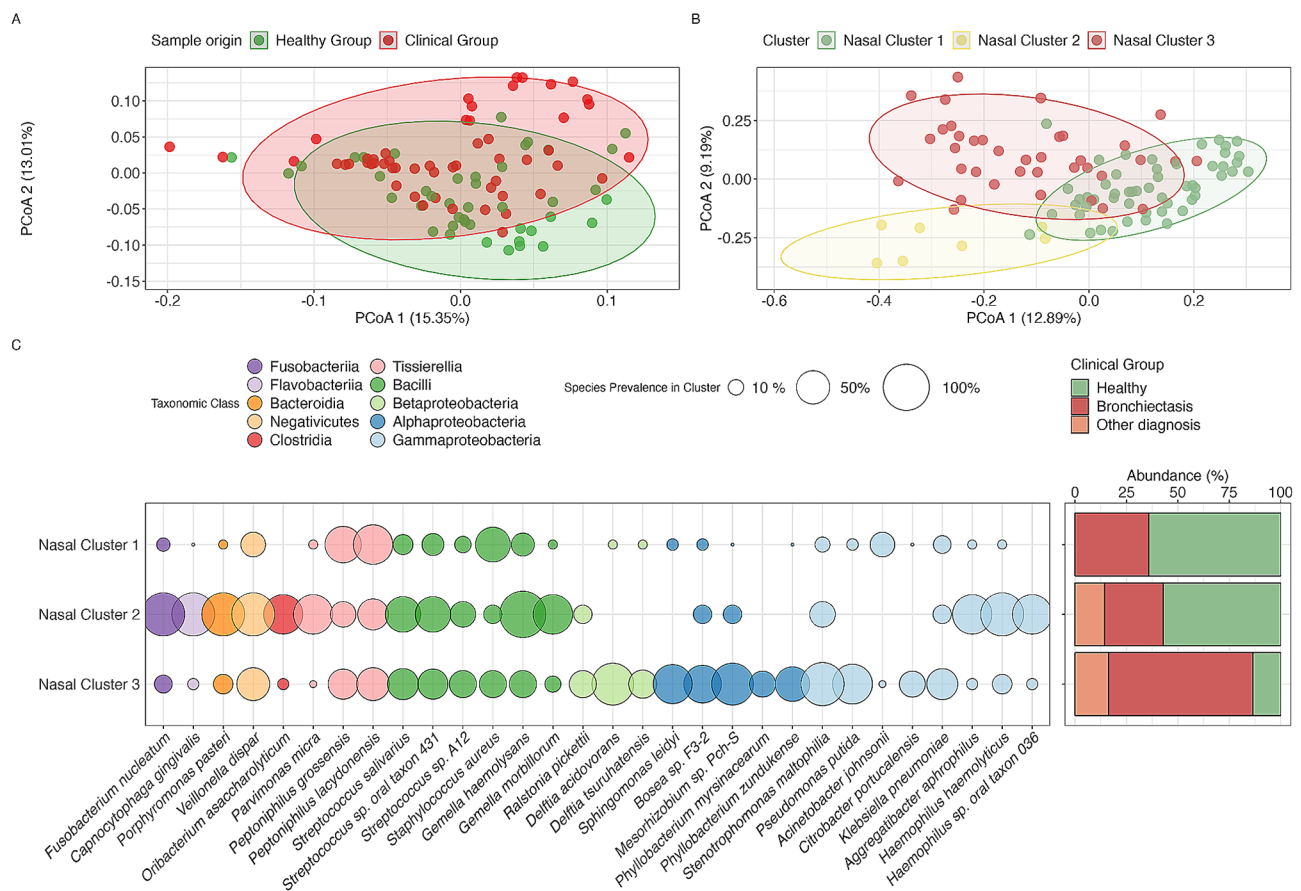 A
Sample origin Healthy Group Clinical Group
PCoA 2 (13.01%)
0.10
0.05
0.00
-0.05
-0.10
-0.15
-0.2 -0.1 0.0 0.1
PCoA 1 (15.35%)
B
Cluster Nasal Cluster 1 Nasal Cluster 2 Nasal Cluster 3
PCoA 2 (9.19%)
0.25
0.00
-0.25
-0.6 -0.4 -0.2 0.0 0.2
PCoA 1 (12.89%)
C
Taxonomic Class
Fusobacteriia
Flavobacteriia
Bacteroidia
Negativicutes
Clostridia
Tissierellia
Bacilli
Betaproteobacteria
Alphaproteobacteria
Gammaproteobacteria
Species Prevalence in Cluster 10 % 50% 100%
Clinical Group
Healthy
Bronchiectasis
Other diagnosis
Abundance (%)
0 25 50 75 100
Nasal Cluster 1
Nasal Cluster 2
Nasal Cluster 3
Fusobacterium nucleatum
Capnocytophaga gingivalis
Porphyromonas pasteri
Veillonella dispar
Oribacterium asaccharolyticum
Parvimonas micra
Peptoniphilus grossensis
Peptoniphilus lacydonensis
Streptococcus salivarius
Streptococcus sp. oral taxon 431
Streptococcus sp. A12
Staphylococcus aureus
Gemella haemolysans
Gemella morbillorum
Ralstonia pickettii
Delftia acidovorans
Delftia tsuruhatensis
Sphingomonas leidyi
Bosea sp. F3-2
Mesorhizobium sp. Pch-S
Phyllobacterium myrsinacearum
Phyllobacterium zundukense
Stenotrophomonas maltophilia
Pseudomonas putida
Acinetobacter johnsonii
Citrobacter portucalensis
Klebsiella pneumoniae
Aggregatibacter aphrophilus
Haemophilus haemolyticus
Haemophilus sp. oral taxon 036